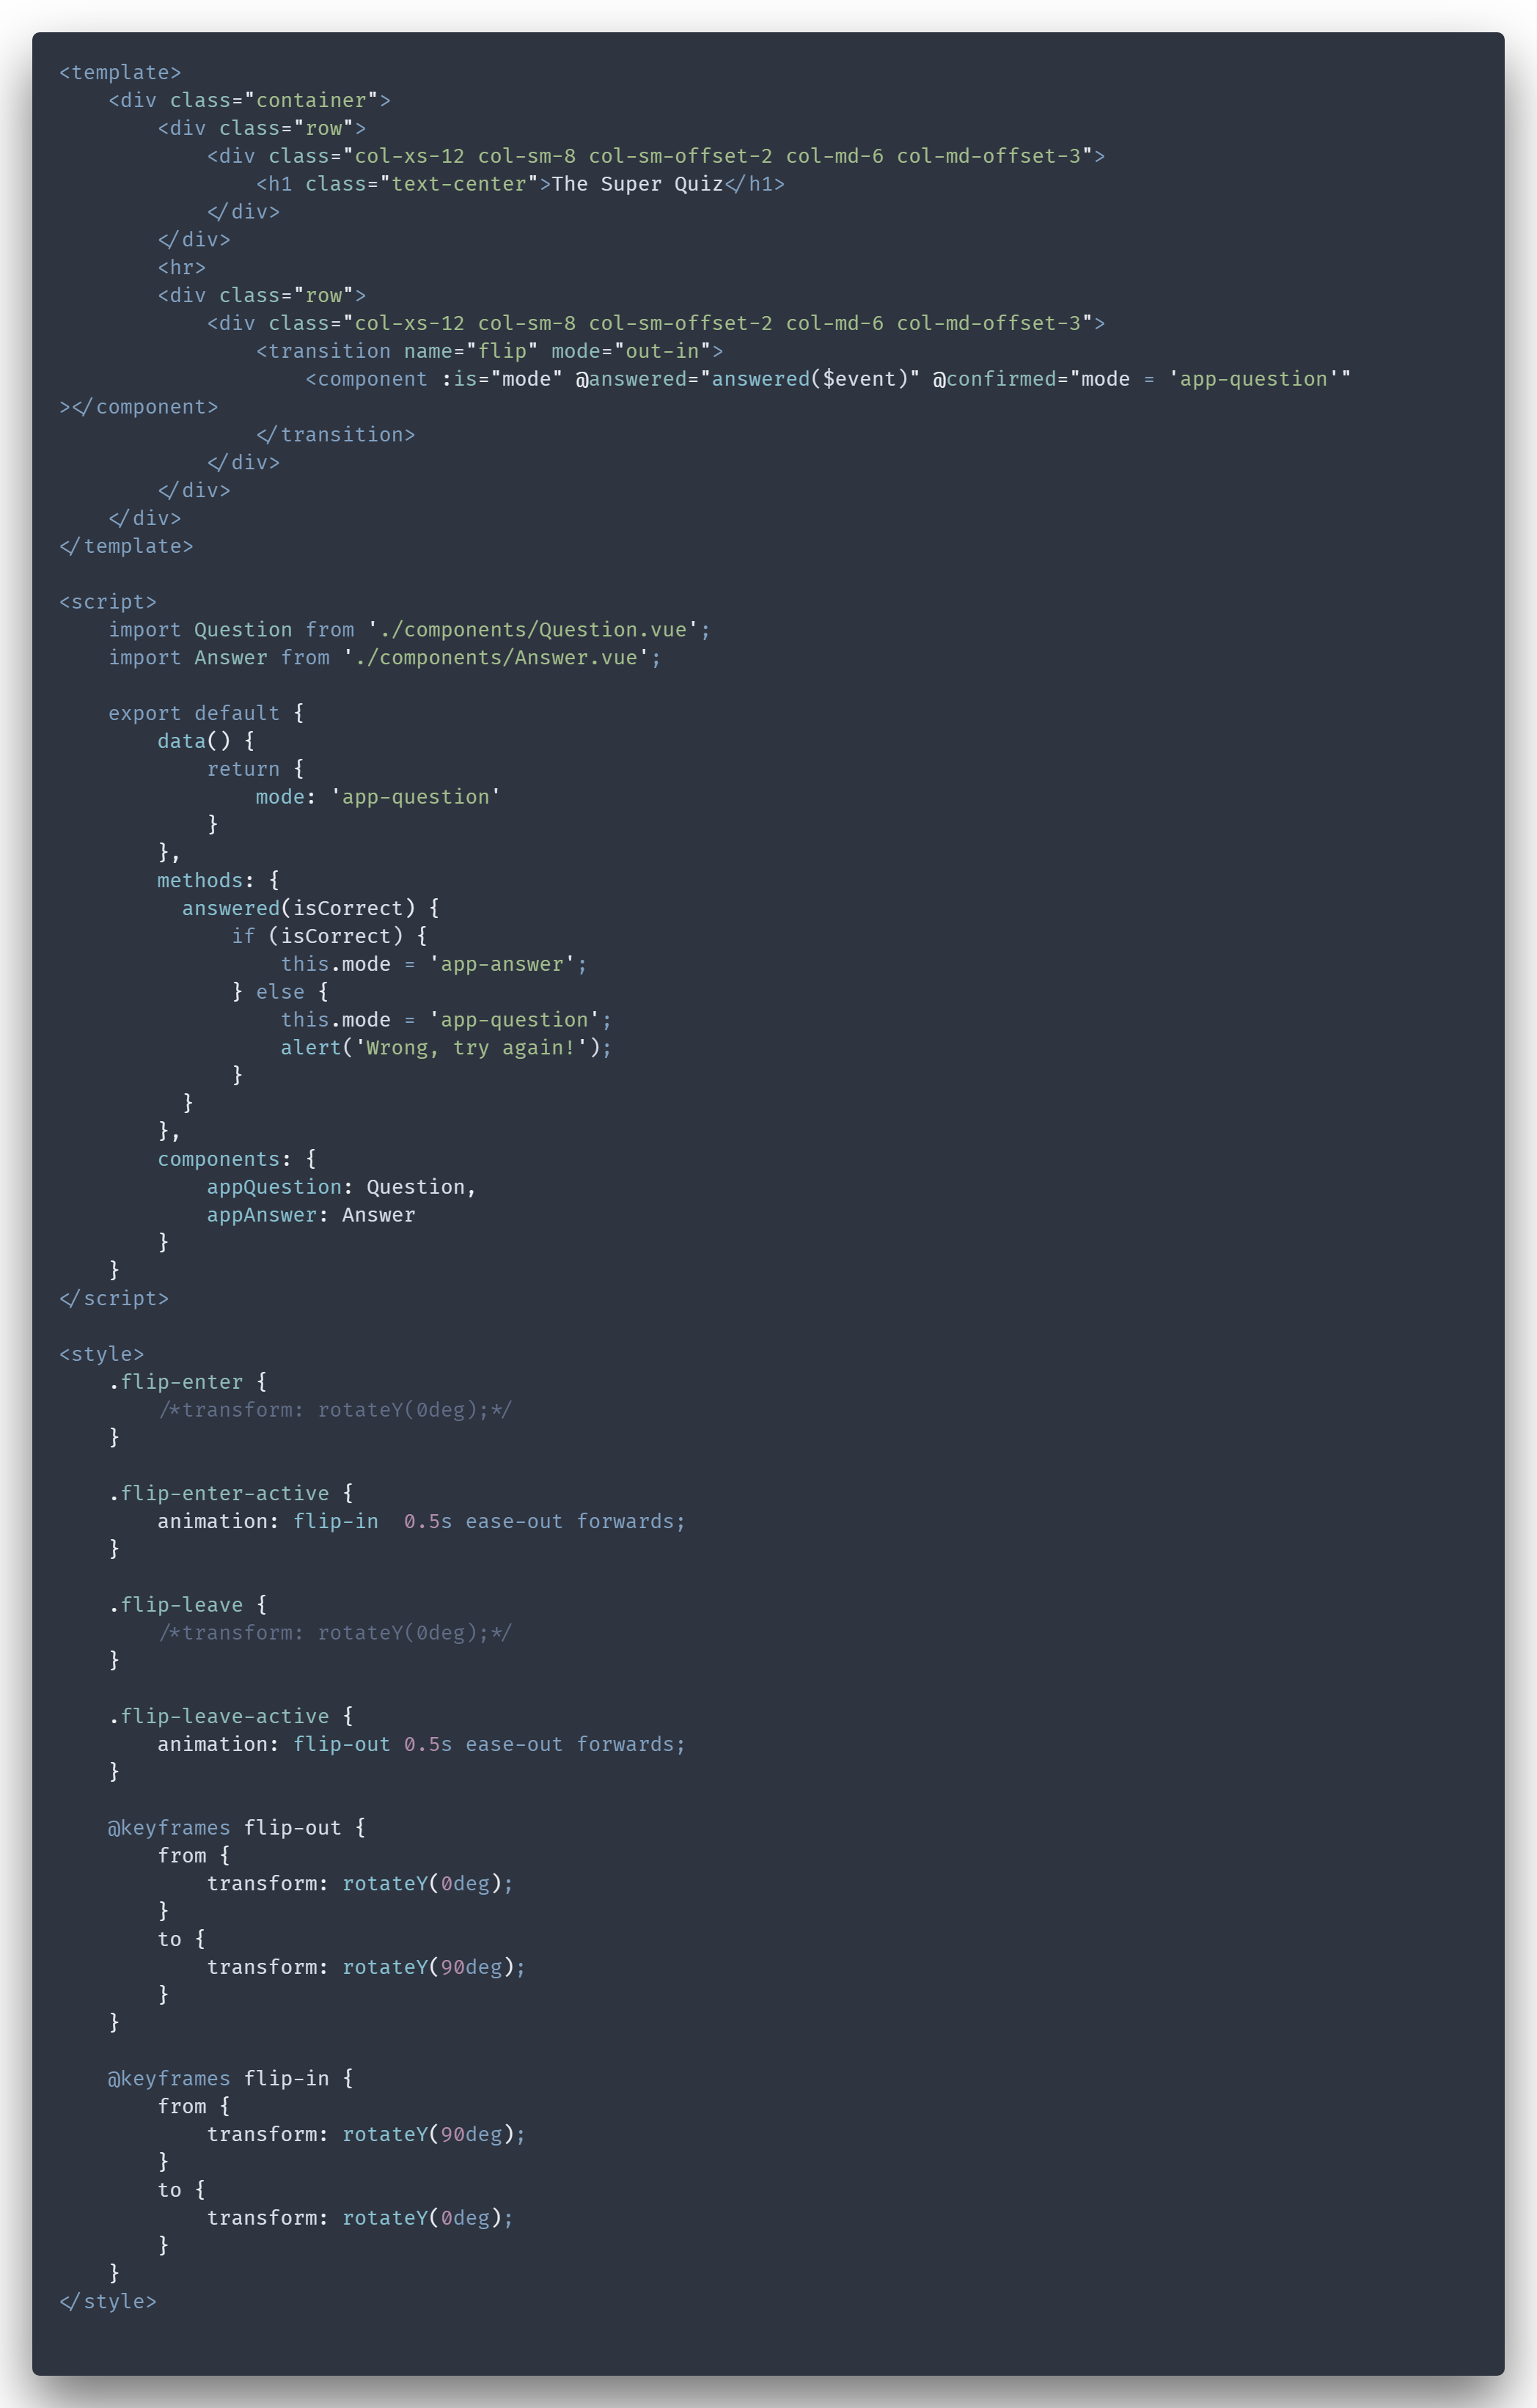 <template>
    <div class="container">
        <div class="row">
            <div class="col-xs-12 col-sm-8 col-sm-offset-2 col-md-6 col-md-offset-3">
                <h1 class="text-center">The Super Quiz</h1>
            </div>
        </div>
        <hr>
        <div class="row">
            <div class="col-xs-12 col-sm-8 col-sm-offset-2 col-md-6 col-md-offset-3">
                <transition name="flip" mode="out-in">
                    <component :is="mode" @answered="answered($event)" @confirmed="mode = 'app-question'"
></component>
                </transition>
            </div>
        </div>
    </div>
</template>

<script>
    import Question from './components/Question.vue';
    import Answer from './components/Answer.vue';

    export default {
        data() {
            return {
                mode: 'app-question'
            }
        },
        methods: {
          answered(isCorrect) {
              if (isCorrect) {
                  this.mode = 'app-answer';
              } else {
                  this.mode = 'app-question';
                  alert('Wrong, try again!');
              }
          }
        },
        components: {
            appQuestion: Question,
            appAnswer: Answer
        }
    }
</script>

<style>
    .flip-enter {
        /*transform: rotateY(0deg);*/
    }

    .flip-enter-active {
        animation: flip-in  0.5s ease-out forwards;
    }

    .flip-leave {
        /*transform: rotateY(0deg);*/
    }

    .flip-leave-active {
        animation: flip-out 0.5s ease-out forwards;
    }

    @keyframes flip-out {
        from {
            transform: rotateY(0deg);
        }
        to {
            transform: rotateY(90deg);
        }
    }

    @keyframes flip-in {
        from {
            transform: rotateY(90deg);
        }
        to {
            transform: rotateY(0deg);
        }
    }
</style>